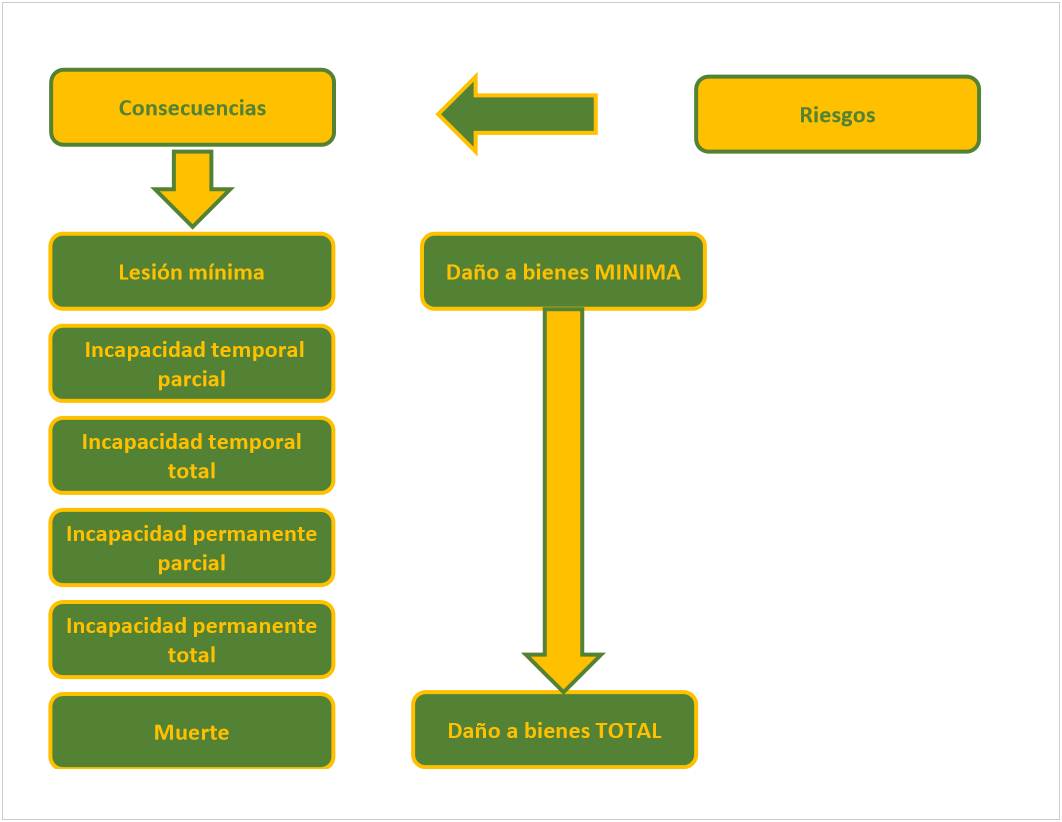 Consecuencias
Riesgos
Lesión mínima
Daño a bienes MINIMA
Incapacidad temporal
parcial
Incapacidad temporal
total
Incapacidad permanente
parcial
Incapacidad permanente
total
Muerte
Daño a bienes TOTAL